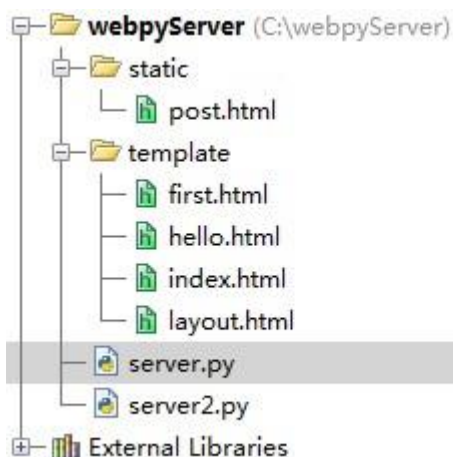 webpyServer (C:\webpyServer)
static
post.html
template
first.html
hello.html
index.html
layout.html
server.py
server2.py
External Libraries